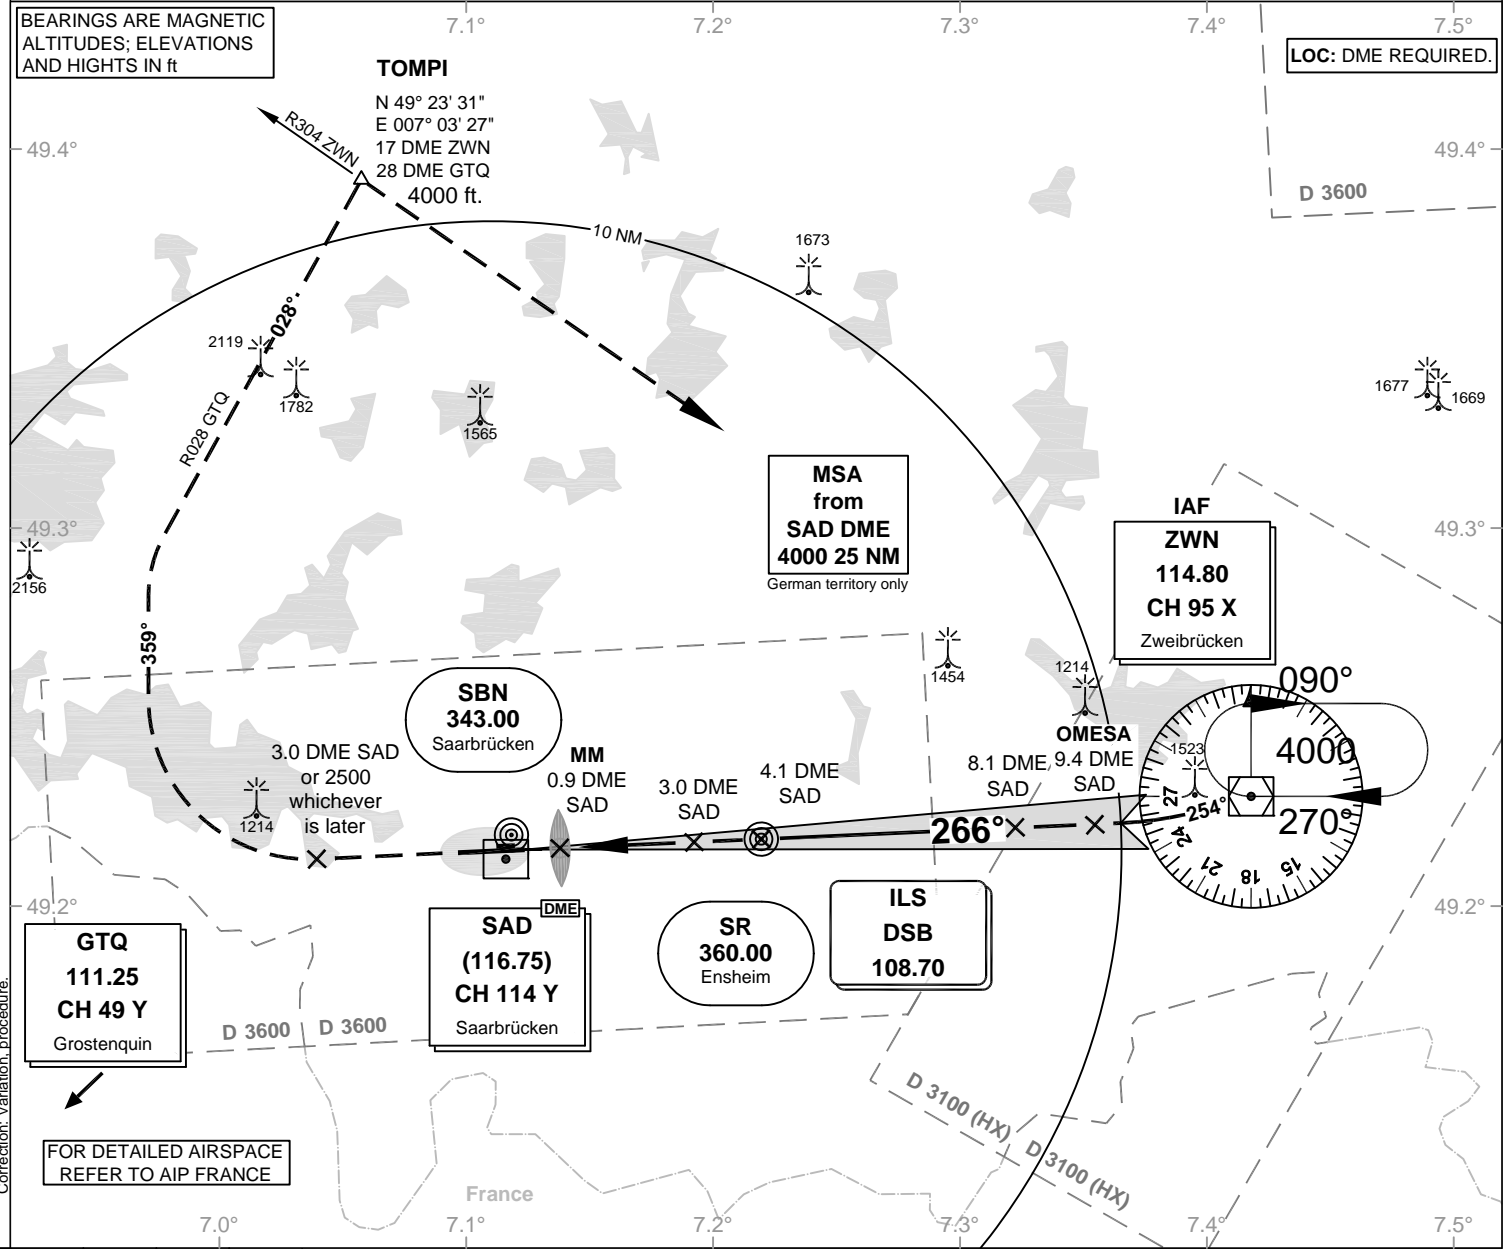 BEARINGS ARE MAGNETIC
ALTITUDES; ELEVATIONS
AND HIGHTS IN ft
7.1°
7.2°
7.3°
7.4°
7.5°
LOC: DME REQUIRED.
TOMPI
N 49° 23' 31"
E 007° 03' 27"
17 DME ZWN
28 DME GTQ
4000 ft.
R304 ZWN
49.4°
49.4°
D 3600
10 NM
1673
028°
2119
1782
1565
1677
1669
R028 GTQ
MSA
from
SAD DME
4000 25 NM
German territory only
49.3°
49.3°
2156
IAF
ZWN
114.80
CH 95 X
Zweibrücken
359°
1454
1214
090°
SBN
343.00
Saarbrücken
OMESA
9.4 DME
SAD
8.1 DME
SAD
1523
4000
3.0 DME SAD
or 2500
whichever
is later
MM
0.9 DME
SAD
3.0 DME
SAD
4.1 DME
SAD
1214
266°
254°
270°
27
24
21
18
15
49.2°
49.2°
GTQ
111.25
CH 49 Y
Grostenquin
DME
SAD
(116.75)
CH 114 Y
Saarbrücken
SR
360.00
Ensheim
ILS
DSB
108.70
D 3600
D 3600
D 3100 (HX)
D 3100 (HX)
Correction: Variation, procedure.
FOR DETAILED AIRSPACE
REFER TO AIP FRANCE
France
7.0°
7.1°
7.2°
7.3°
7.4°
7.5°